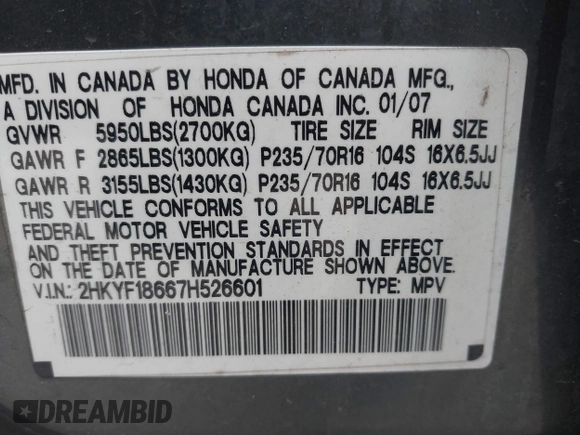 MFD. IN CANADA BY HONDA OF CANADA MFG.,
A DIVISION OF HONDA CANADA INC. 01/07
GVWR 5950LBS(2700KG) TIRE SIZE RIM SIZE
GAWR F 2865LBS(1300KG) P235/70R16 104S 16X6.5JJ
GAWR R 3155LBS(1430KG) P235/70R16 104S 16X6.5JJ
THIS VEHICLE CONFORMS TO ALL APPLICABLE
FEDERAL MOTOR VEHICLE SAFETY
AND THEFT PREVENTION STANDARDS IN EFFECT
ON THE DATE OF MANUFACTURE SHOWN ABOVE.
V.I.N.: 2HKYF18667H526601 TYPE: MPV
DREAMBID